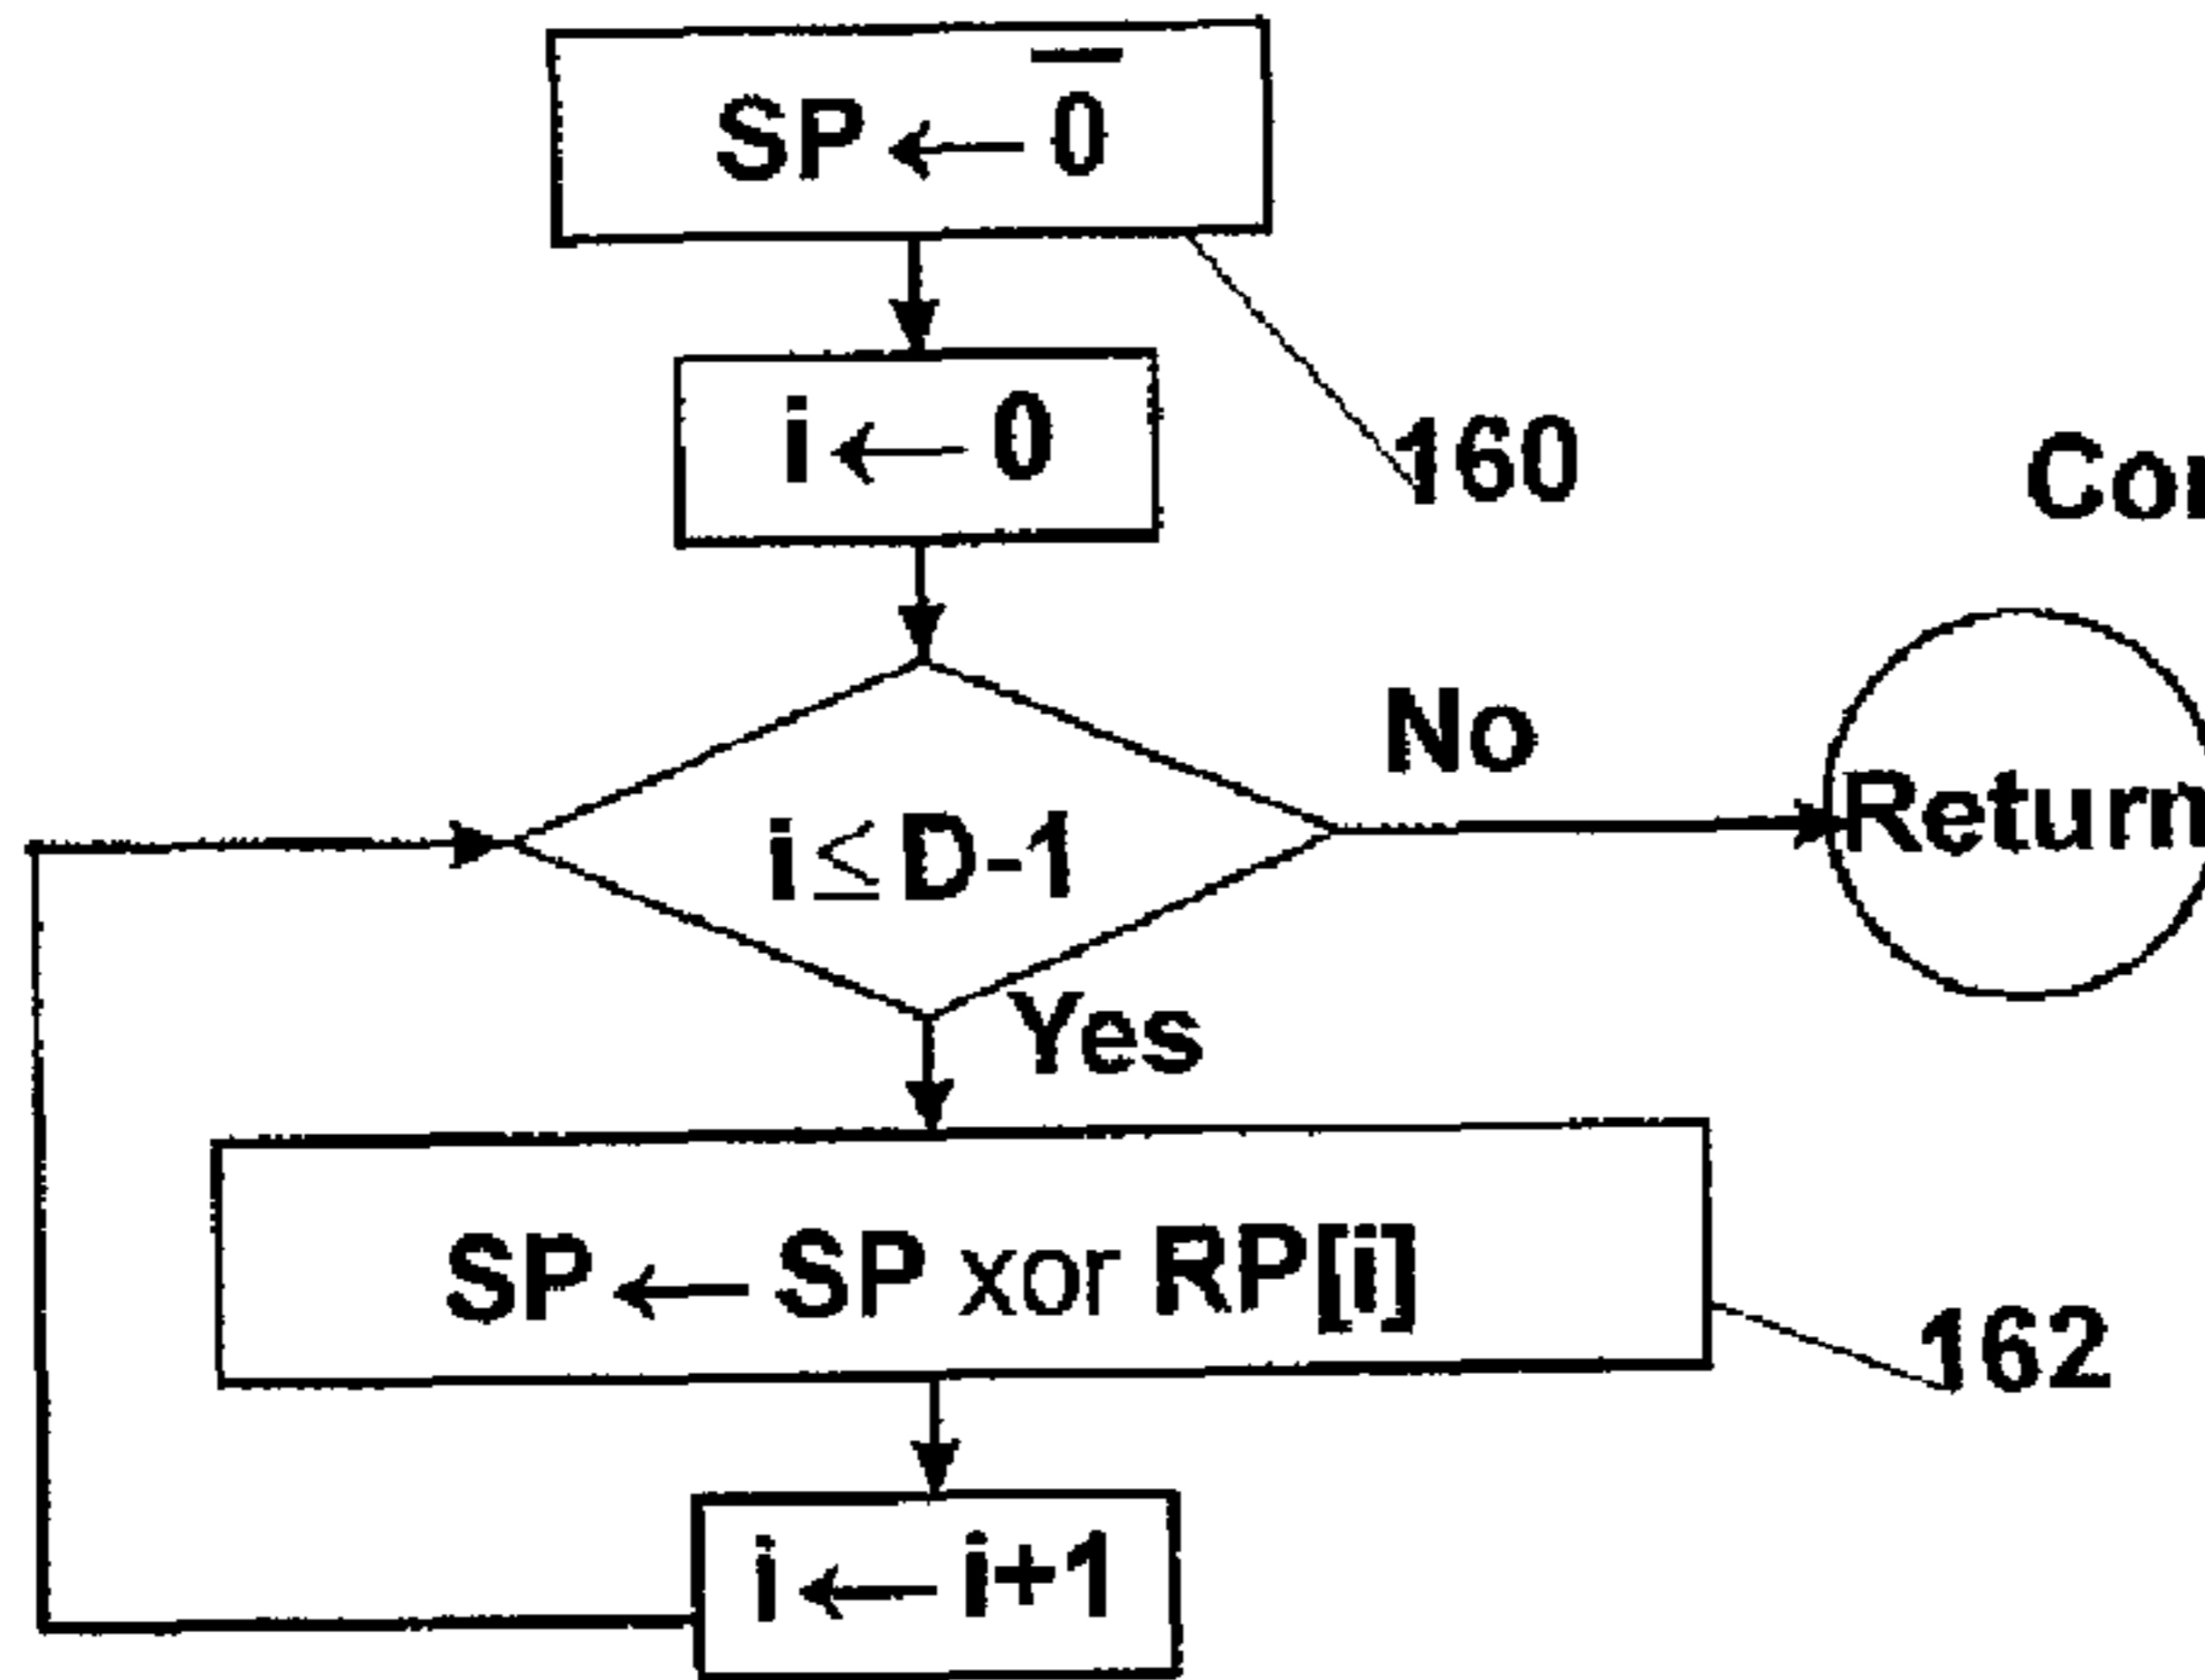 SP ← 0̅
i ← 0
160
No
i ≤ D-1
Return
Yes
SP ← SP xor RP[i]
162
i ← i+1